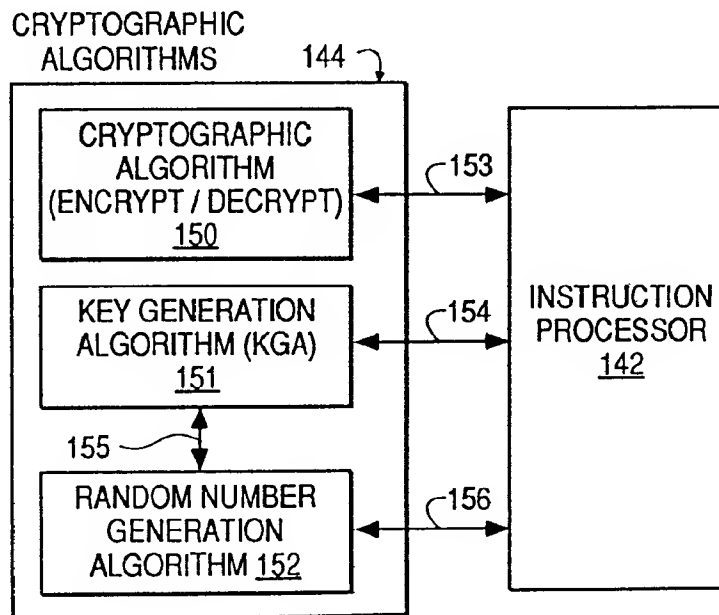 CRYPTOGRAPHIC
ALGORITHMS
144
CRYPTOGRAPHIC
ALGORITHM
(ENCRYPT / DECRYPT)
150
153
KEY GENERATION
ALGORITHM (KGA)
151
154
INSTRUCTION
PROCESSOR
142
155
RANDOM NUMBER
GENERATION
ALGORITHM 152
156